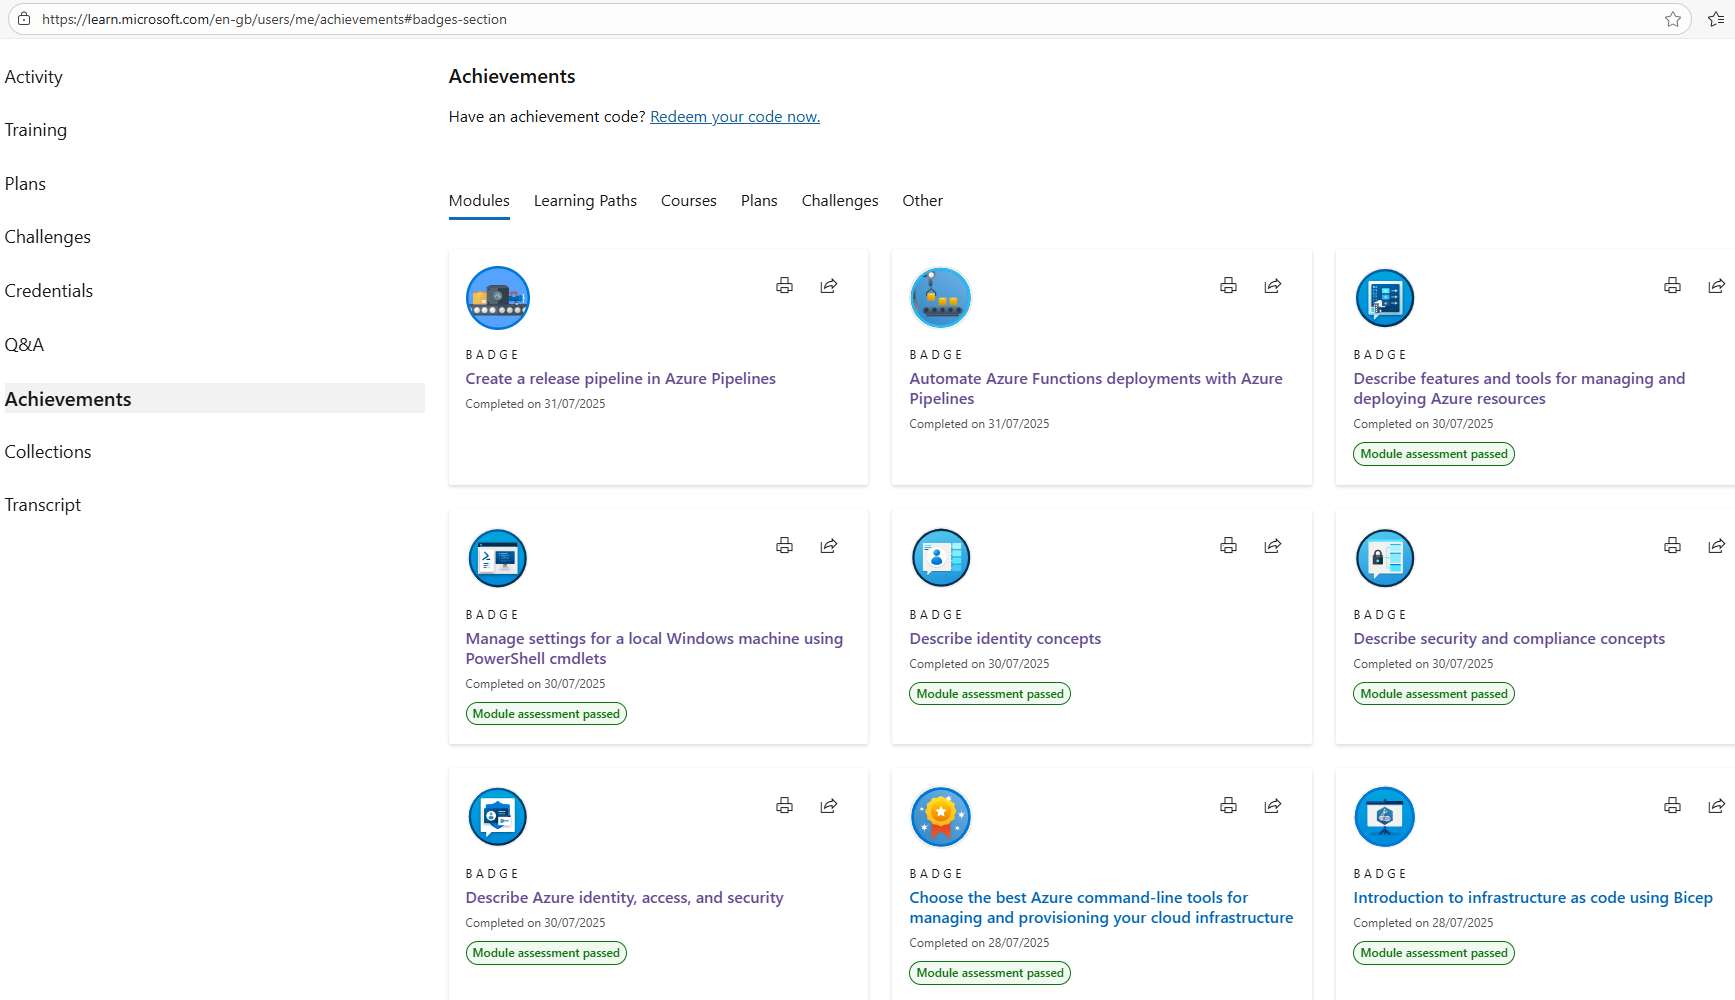 https://learn.microsoft.com/en-gb/users/me/achievements#badges-section
Activity
Training
Plans
Challenges
Credentials
Q&A
Achievements
Collections
Transcript
Achievements
Have an achievement code? Redeem your code now.
Modules Learning Paths Courses Plans Challenges Other
BADGE
Create a release pipeline in Azure Pipelines
Completed on 31/07/2025
BADGE
Automate Azure Functions deployments with Azure
Pipelines
Completed on 31/07/2025
BADGE
Describe features and tools for managing and
deploying Azure resources
Completed on 30/07/2025
Module assessment passed
BADGE
Manage settings for a local Windows machine using
PowerShell cmdlets
Completed on 30/07/2025
Module assessment passed
BADGE
Describe identity concepts
Completed on 30/07/2025
Module assessment passed
BADGE
Describe security and compliance concepts
Completed on 30/07/2025
Module assessment passed
BADGE
Describe Azure identity, access, and security
Completed on 30/07/2025
Module assessment passed
BADGE
Choose the best Azure command-line tools for
managing and provisioning your cloud infrastructure
Completed on 28/07/2025
Module assessment passed
BADGE
Introduction to infrastructure as code using Bicep
Completed on 28/07/2025
Module assessment passed